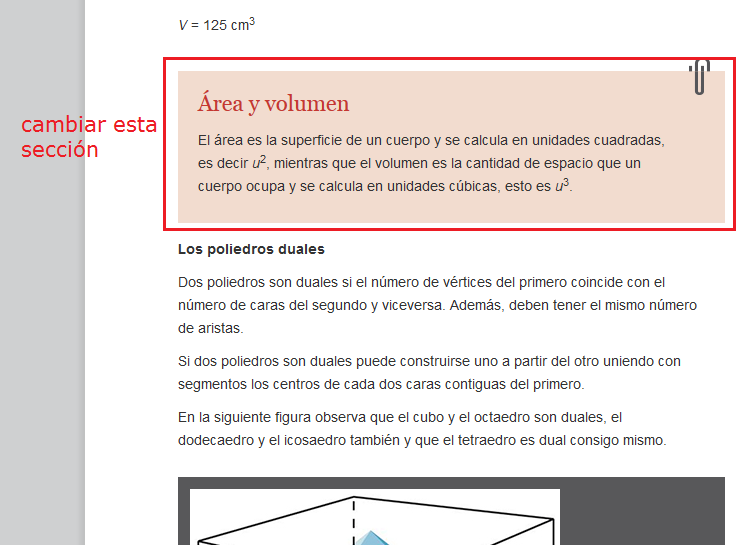 V = 125 cm³
cambiar esta
sección
Área y volumen
El área es la superficie de un cuerpo y se calcula en unidades cuadradas,
es decir u², mientras que el volumen es la cantidad de espacio que un
cuerpo ocupa y se calcula en unidades cúbicas, esto es u³.
Los poliedros duales
Dos poliedros son duales si el número de vértices del primero coincide con el
número de caras del segundo y viceversa. Además, deben tener el mismo número
de aristas.
Si dos poliedros son duales puede construirse uno a partir del otro uniendo con
segmentos los centros de cada dos caras contiguas del primero.
En la siguiente figura observa que el cubo y el octaedro son duales, el
dodecaedro y el icosaedro también y que el tetraedro es dual consigo mismo.